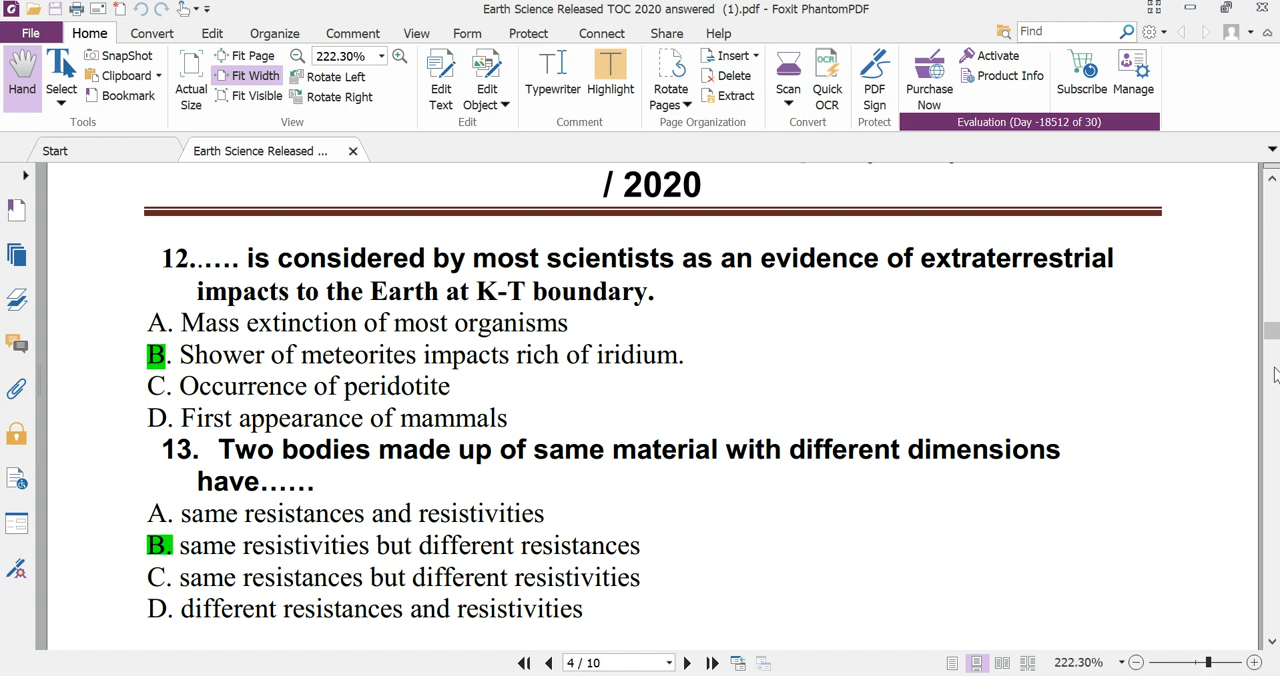 Earth Science Released TOC 2020 answered (1).pdf - Foxit PhantomPDF
File Home Convert Edit Organize Comment View Form Protect Connect Share Help Find
SnapShot
Clipboard
Bookmark
Hand Select
Tools
Actual Size
Fit Page
Fit Width
Fit Visible
222.30%
Rotate Left
Rotate Right
View
Edit Text
Edit Object
Edit
Typewriter Highlight
Comment
Rotate Pages
Insert
Delete
Extract
Page Organization
Scan Quick OCR
Convert
PDF Sign
Protect
Purchase Now
Activate
Product Info
Subscribe Manage
Evaluation (Day -18512 of 30)
Start Earth Science Released ...
/ 2020
12....... is considered by most scientists as an evidence of extraterrestrial
impacts to the Earth at K-T boundary.
A. Mass extinction of most organisms
B. Shower of meteorites impacts rich of iridium.
C. Occurrence of peridotite
D. First appearance of mammals
13. Two bodies made up of same material with different dimensions
have......
A. same resistances and resistivities
B. same resistivities but different resistances
C. same resistances but different resistivities
D. different resistances and resistivities
4 / 10 222.30%